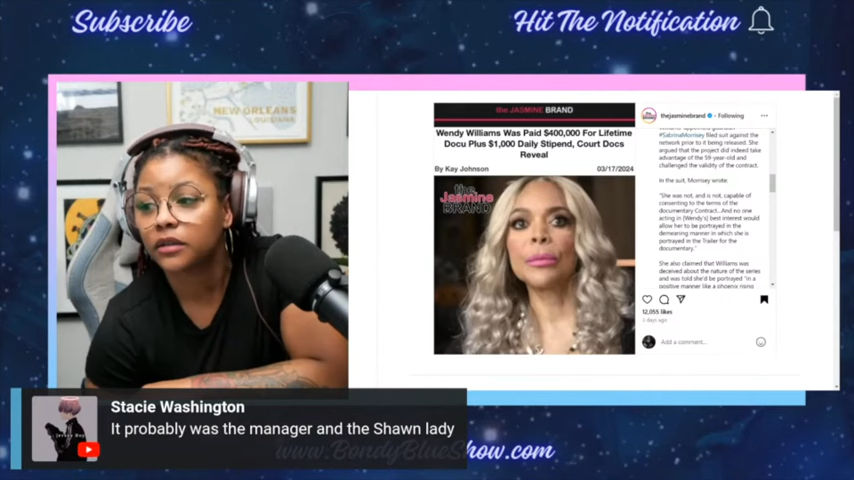 Subscribe
Hit The Notification
NEW ORLEANS
LOUISIANA
the JASMINE BRAND
Wendy Williams Was Paid $400,000 For Lifetime
Docu Plus $1,000 Daily Stipend, Court Docs
Reveal
By Kay Johnson
03/17/2024
the
Jasmine
BRAND
thejasminebrand • Following
#SabrinaMorrisey filed suit against the
network prior to it being released. She
argued that the project did indeed take
advantage of the 59-year-old and
challenged the validity of the contract.
In the suit, Morrisey wrote:
"She was not, and is not, capable of
consenting to the terms of the
documentary Contract...And no one
acting in [Wendy's] best interest would
allow her to be portrayed in the
demeaning manner in which she is
portrayed in the Trailer for the
documentary."
She also claimed that Williams was
deceived about the nature of the series
and was told she'd be portrayed "in a
positive manner like a phoenix rising
12,055 likes
3 days ago
Add a comment...
Stacie Washington
It probably was the manager and the Shawn lady
www.BondyBlueShow.com